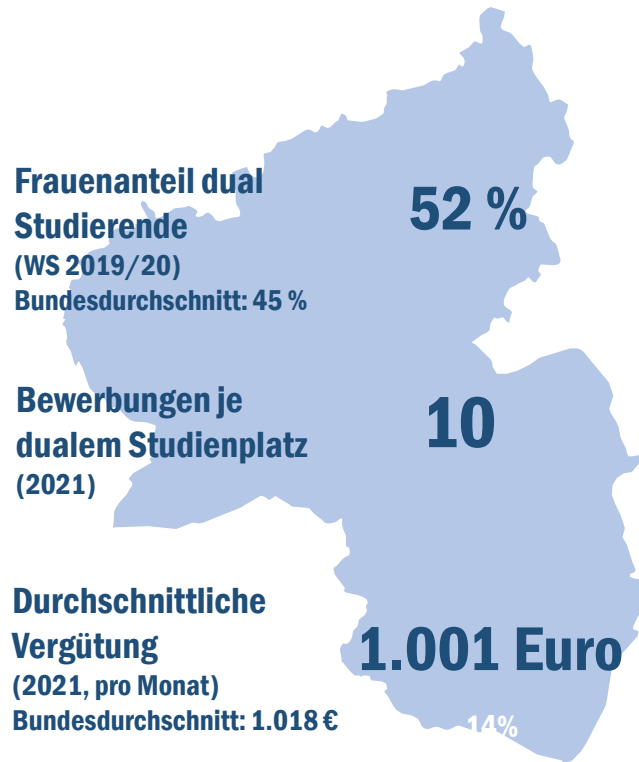 Frauenanteil dual
Studierende
(WS 2019/20)
Bundesdurchschnitt: 45 %
52 %
Bewerbungen je
dualem Studienplatz
(2021)
10
Durchschnittliche
Vergütung
(2021, pro Monat)
Bundesdurchschnitt: 1.018 €
1.001 Euro
14%